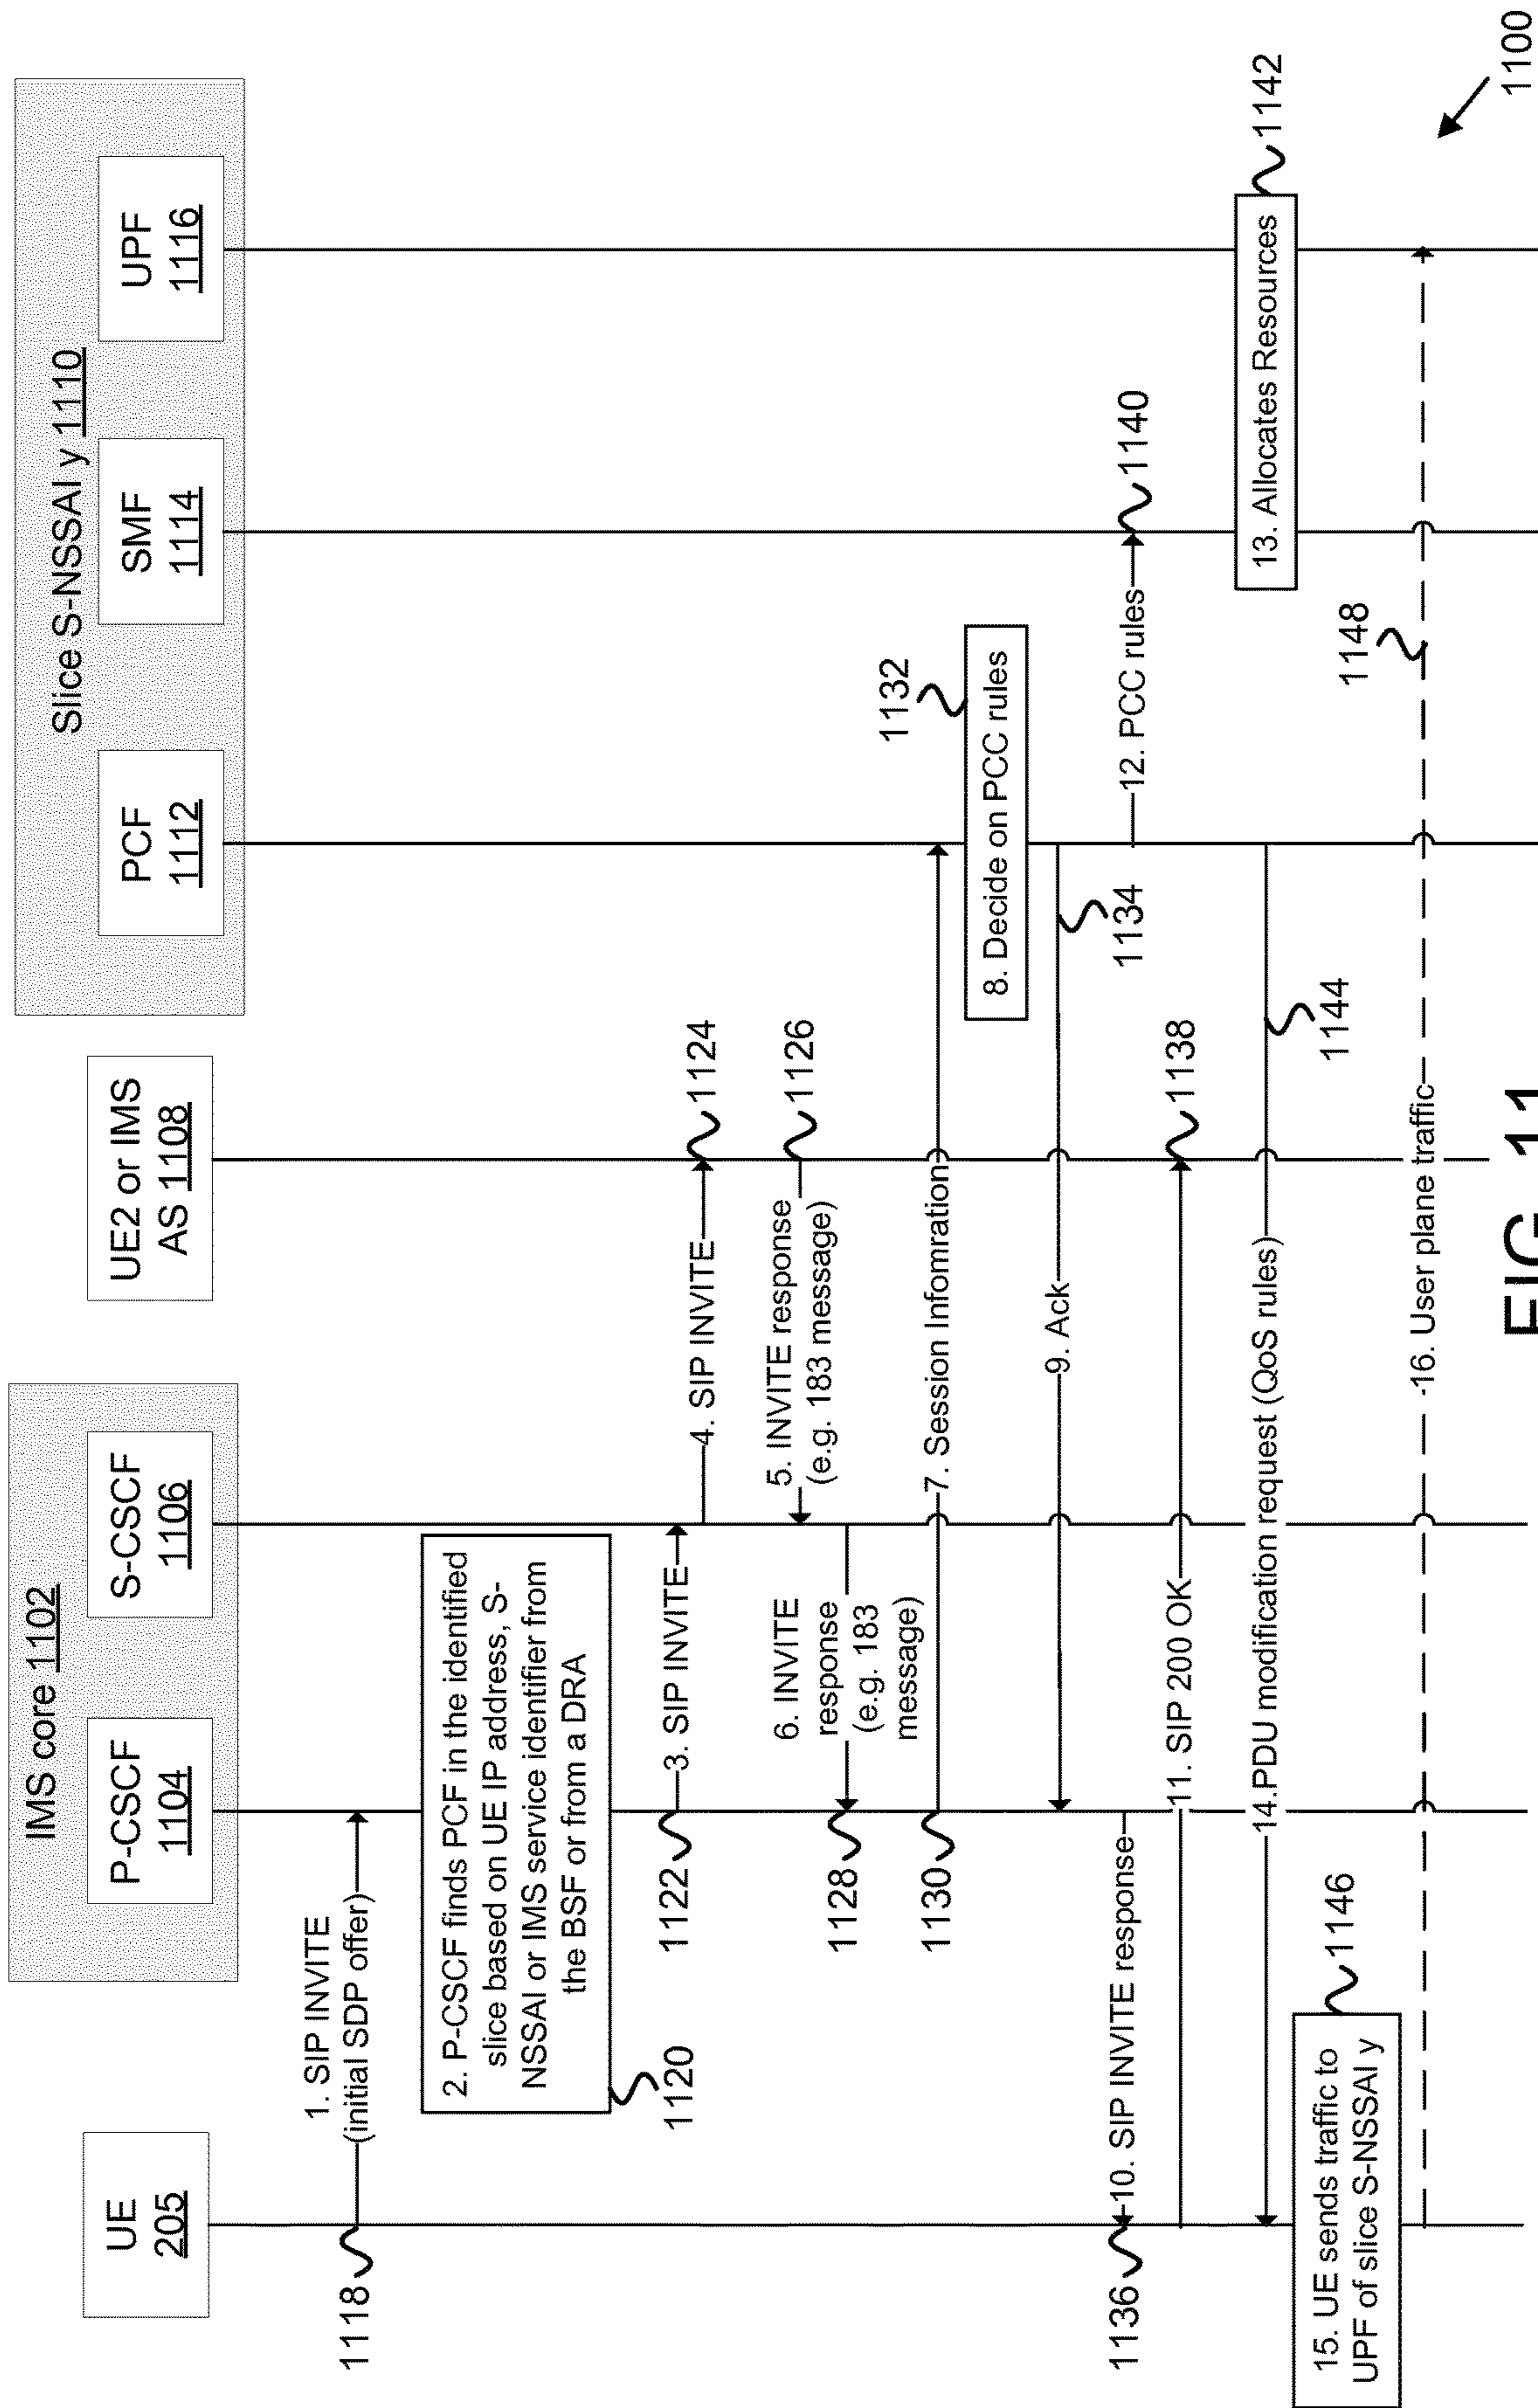 IMS core 1102
Slice S-NSSAI y 1110
UE
205
P-CSCF
1104
S-CSCF
1106
UE2 or IMS
AS 1108
PCF
1112
SMF
1114
UPF
1116
1. SIP INVITE
(initial SDP offer)
1118
2. P-CSCF finds PCF in the identified
slice based on UE IP address, S-
NSSAI or IMS service identifier from
the BSF or from a DRA
1120
3. SIP INVITE
1122
4. SIP INVITE
1124
5. INVITE response
(e.g. 183 message)
1126
6. INVITE
response
(e.g. 183
message)
1128
7. Session Infomration
1130
8. Decide on PCC rules
1132
9. Ack
1134
10. SIP INVITE response
1136
11. SIP 200 OK
1138
12. PCC rules
1140
13. Allocates Resources
1142
14.PDU modification request (QoS rules)
1144
15. UE sends traffic to
UPF of slice S-NSSAI y
1146
16. User plane traffic
1148
1100
FIG. 11